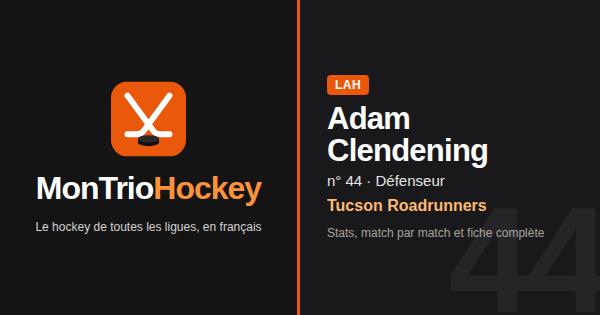 MonTrioHockey
Le hockey de toutes les ligues, en français
LAH
Adam
Clendening
n° 44 · Défenseur
Tucson Roadrunners
Stats, match par match et fiche complète
44